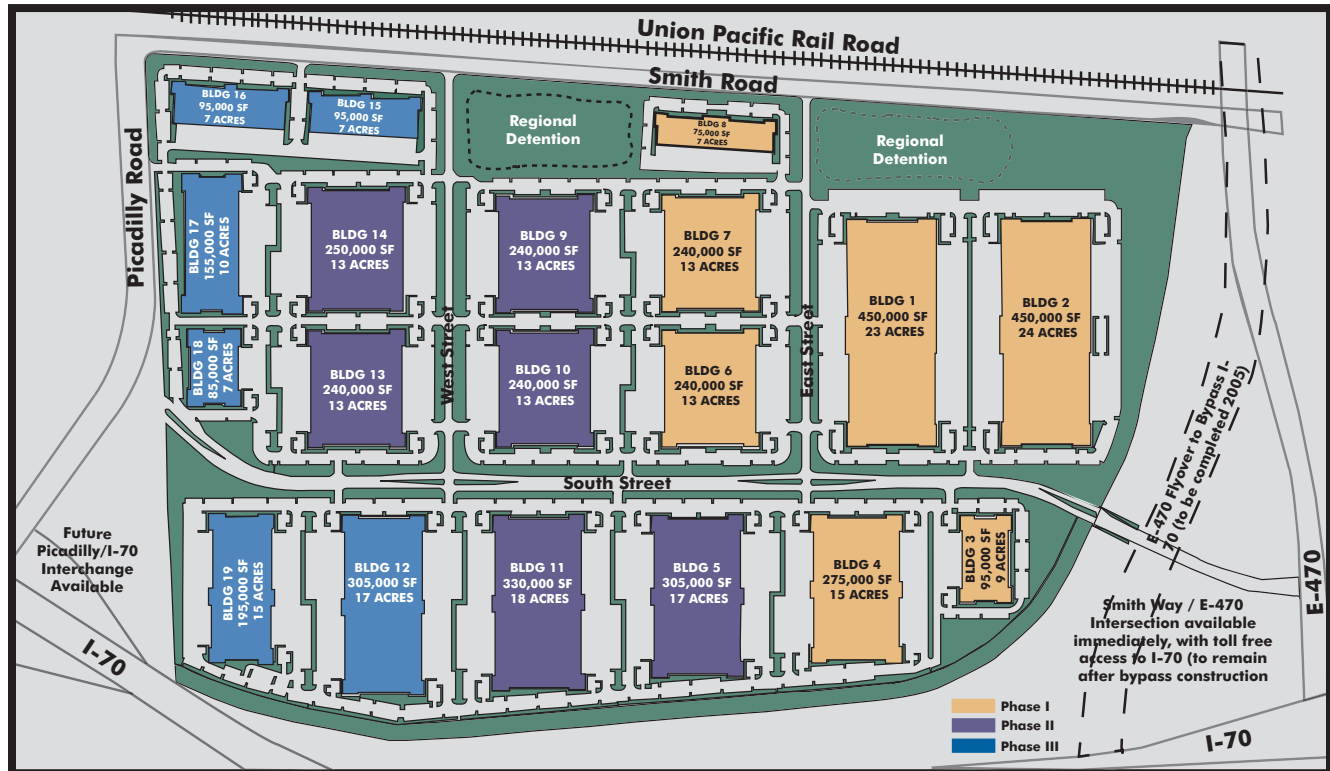 Union Pacific Rail Road
Smith Road
BLDG 16
95,000 SF
7 ACRES
BLDG 15
95,000 SF
7 ACRES
Regional
Detention
BLDG 8
75,000 SF
7 ACRES
Regional
Detention
Picadilly Road
BLDG 17
155,000 SF
10 ACRES
BLDG 14
250,000 SF
13 ACRES
BLDG 9
240,000 SF
13 ACRES
BLDG 7
240,000 SF
13 ACRES
BLDG 1
450,000 SF
23 ACRES
BLDG 2
450,000 SF
24 ACRES
BLDG 18
85,000 SF
7 ACRES
BLDG 13
240,000 SF
13 ACRES
West Street
BLDG 10
240,000 SF
13 ACRES
BLDG 6
240,000 SF
13 ACRES
East Street
E-470 Flyover to Bypass I-
70 (to be completed 2005)
South Street
Future
Picadilly/I-70
Interchange
Available
BLDG 19
195,000 SF
15 ACRES
BLDG 12
305,000 SF
17 ACRES
BLDG 11
330,000 SF
18 ACRES
BLDG 5
305,000 SF
17 ACRES
BLDG 4
275,000 SF
15 ACRES
BLDG 3
95,000 SF
9 ACRES
E-470
Smith Way / E-470
Intersection available
immediately, with toll free
access to I-70 (to remain
after bypass construction
I-70
Phase I
Phase II
Phase III
I-70